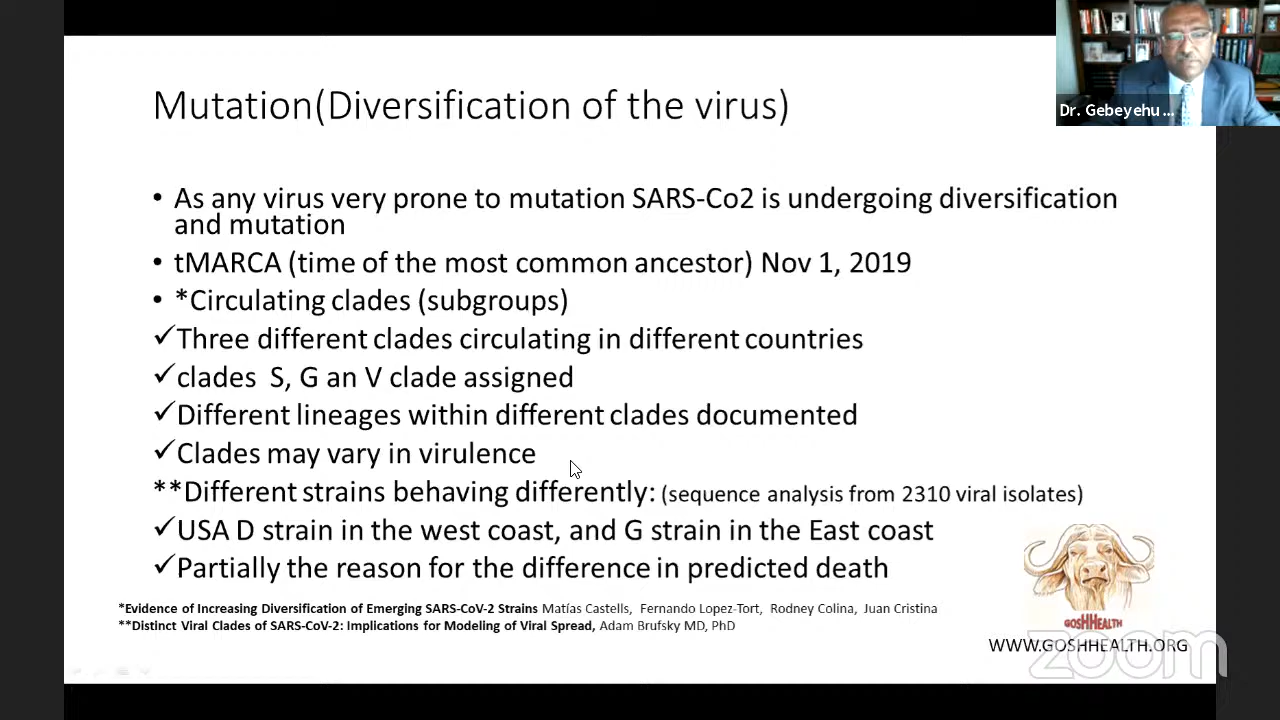 Mutation(Diversification of the virus)
Dr. Gebeyehu ...
• As any virus very prone to mutation SARS-Co2 is undergoing diversification
and mutation
• tMARCA (time of the most common ancestor) Nov 1, 2019
• *Circulating clades (subgroups)
✓Three different clades circulating in different countries
✓clades S, G an V clade assigned
✓Different lineages within different clades documented
✓Clades may vary in virulence
**Different strains behaving differently: (sequence analysis from 2310 viral isolates)
✓USA D strain in the west coast, and G strain in the East coast
✓Partially the reason for the difference in predicted death
*Evidence of Increasing Diversification of Emerging SARS-CoV-2 Strains Matías Castells, Fernando Lopez-Tort, Rodney Colina, Juan Cristina
**Distinct Viral Clades of SARS-CoV-2: Implications for Modeling of Viral Spread, Adam Brufsky MD, PhD
GOSHHEALTH
WWW.GOSHHEALTH.ORG
zoom